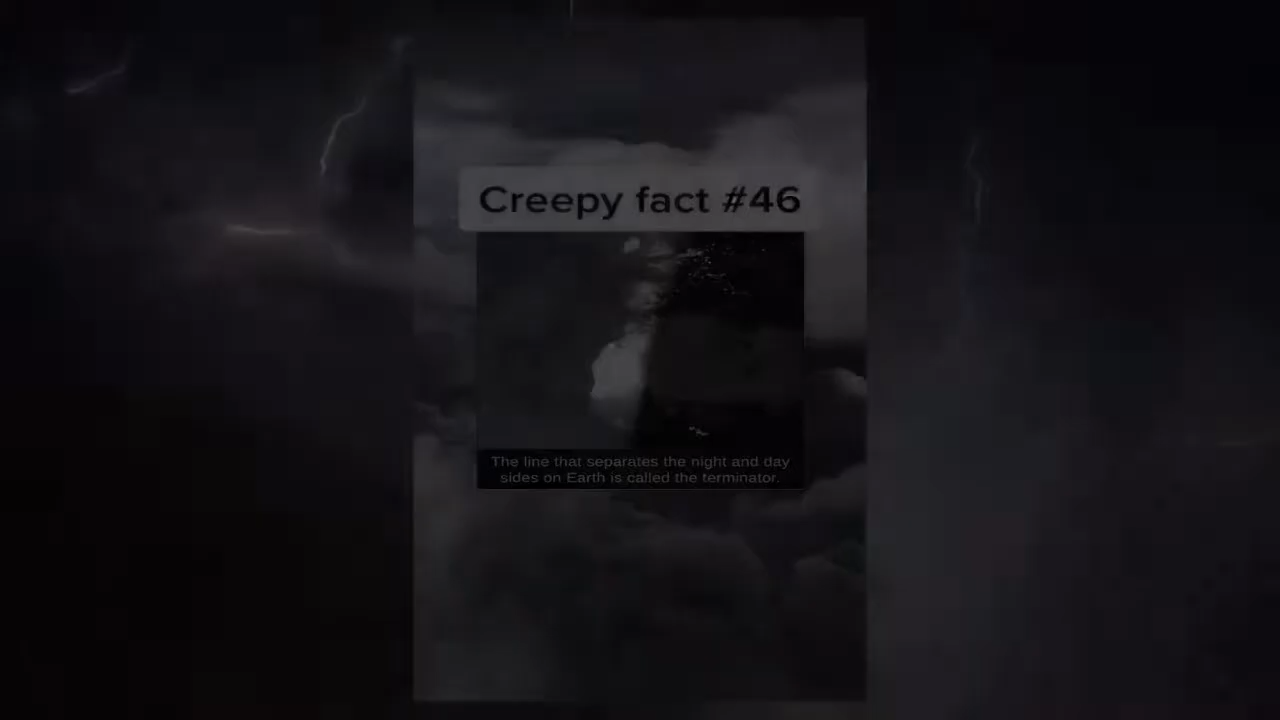 Creepy fact #46
The line that separates the night and day
sides on Earth is called the terminator.